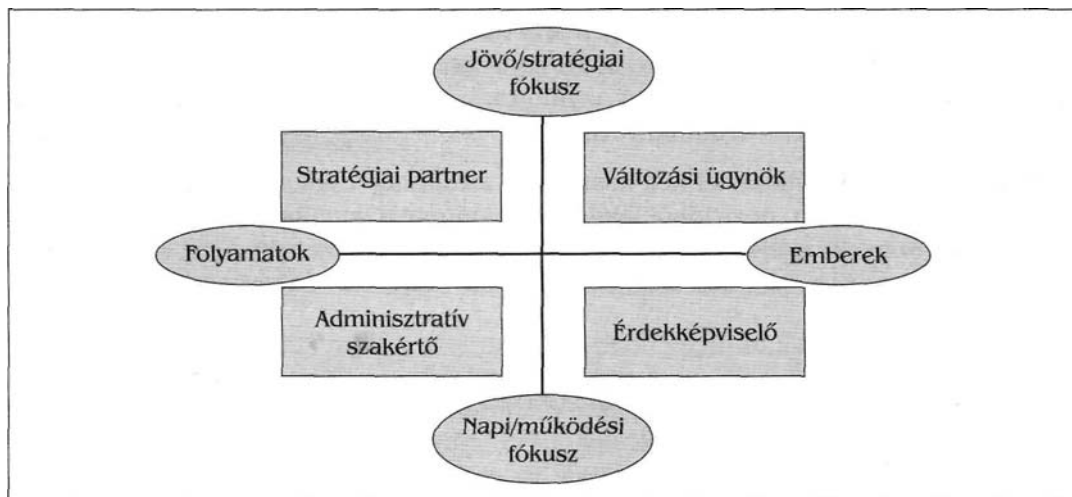 Jövő/stratégiai
fókusz
Stratégiai partner
Változási ügynök
Folyamatok
Emberek
Adminisztratív
szakértő
Érdekképviselő
Napi/működési
fókusz